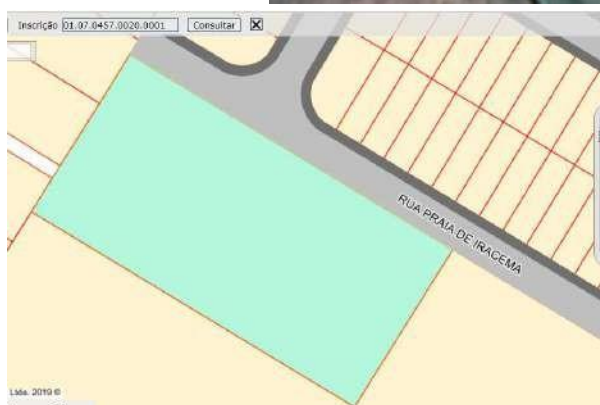 Inscrição 01.07.0457.0020.0001 Consultar
RUA PRAIA DE IRACEMA
Ltda. 2019 ©